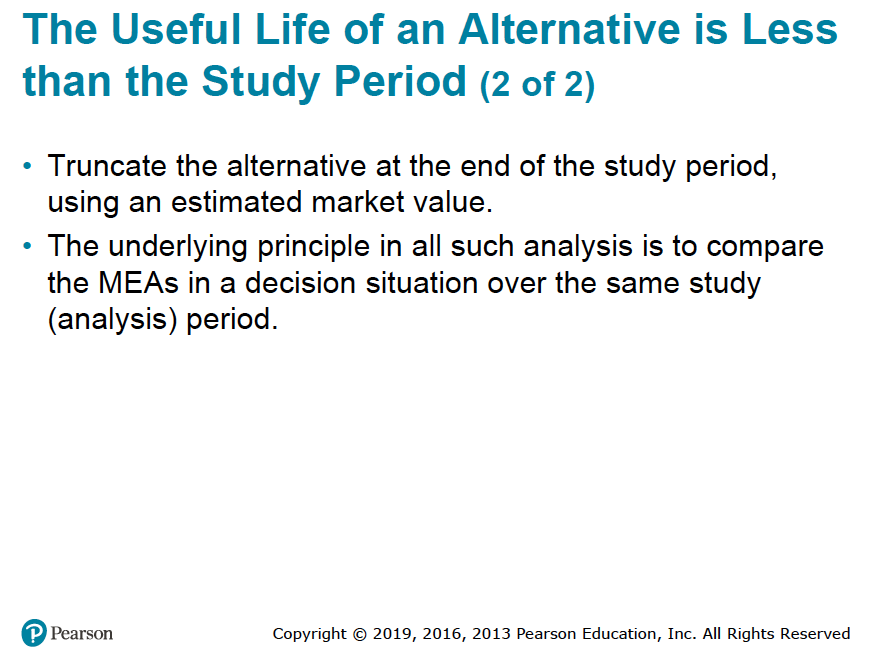 The Useful Life of an Alternative is Less
than the Study Period (2 of 2)
• Truncate the alternative at the end of the study period,
using an estimated market value.
• The underlying principle in all such analysis is to compare
the MEAs in a decision situation over the same study
(analysis) period.
Pearson
Copyright © 2019, 2016, 2013 Pearson Education, Inc. All Rights Reserved